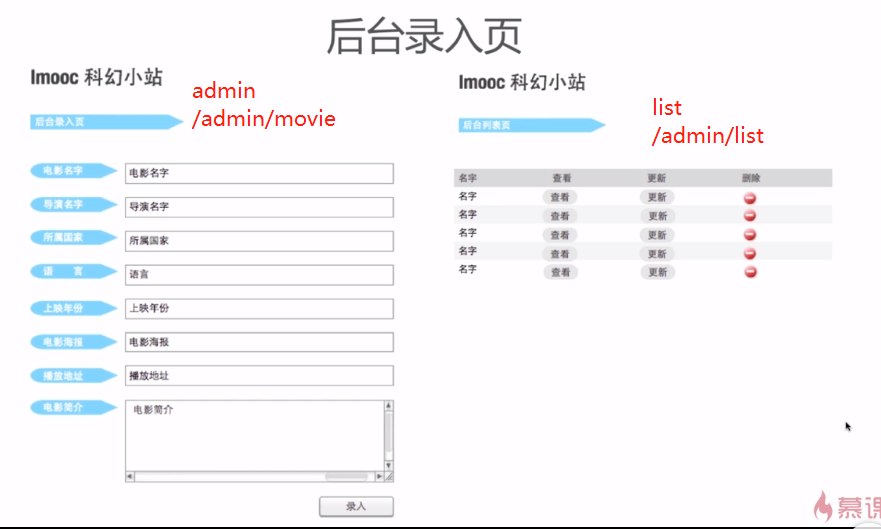 后台录入页
Imooc 科幻小站
admin
/admin/movie
后台录入页
电影名字 电影名字
导演名字 导演名字
所属国家 所属国家
语 言 语言
上映年份 上映年份
电影海报 电影海报
播放地址 播放地址
电影简介 电影简介
录入
Imooc 科幻小站
list
/admin/list
后台列表页
名字 查看 更新 删除
名字 查看 更新
名字 查看 更新
名字 查看 更新
名字 查看 更新
名字 查看 更新
慕课